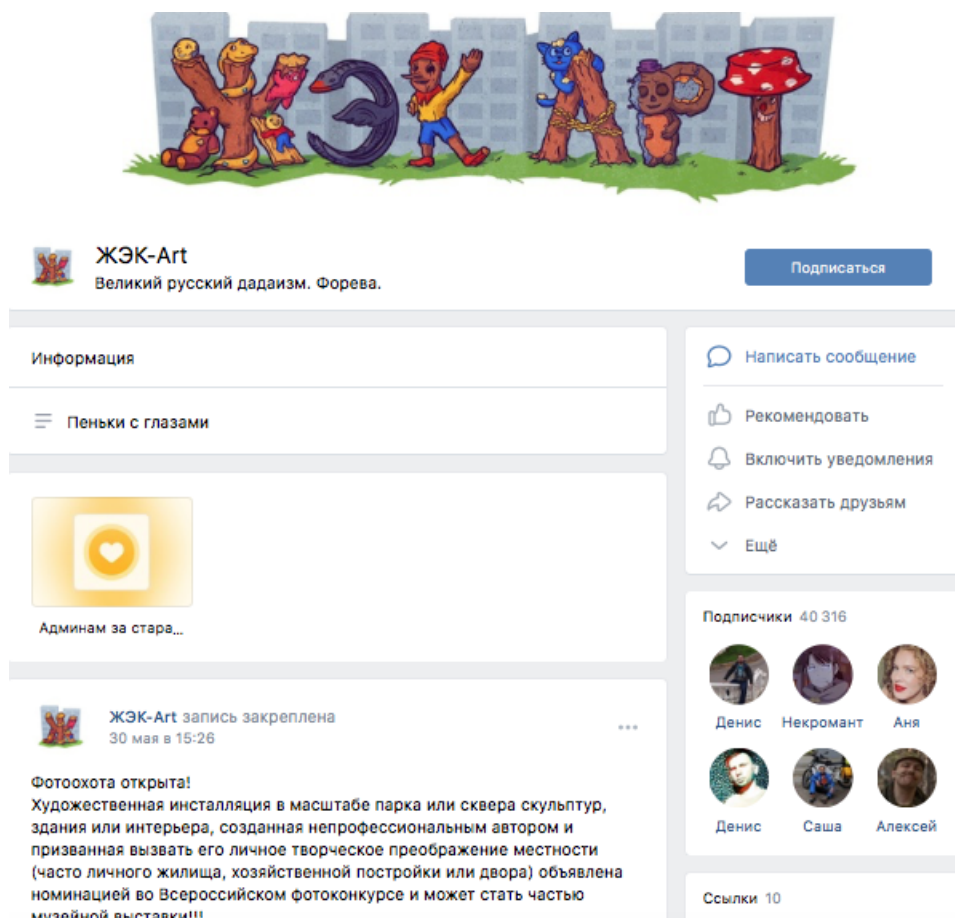 ЖЭК АРТ
ЖЭК-Art
Великий русский дадаизм. Форева.
Подписаться
Информация
Пеньки с глазами
Админам за стара...
ЖЭК-Art запись закреплена
30 мая в 15:26
Фотоохота открыта!
Художественная инсталляция в масштабе парка или сквера скульптур,
здания или интерьера, созданная непрофессиональным автором и
призванная вызвать его личное творческое преображение местности
(часто личного жилища, хозяйственной постройки или двора) объявлена
номинацией во Всероссийском фотоконкурсе и может стать частью
музейной выставки!!!
Написать сообщение
Рекомендовать
Включить уведомления
Рассказать друзьям
Ещё
Подписчики 40 316
Денис Некромант Аня
Денис Саша Алексей
Ссылки 10